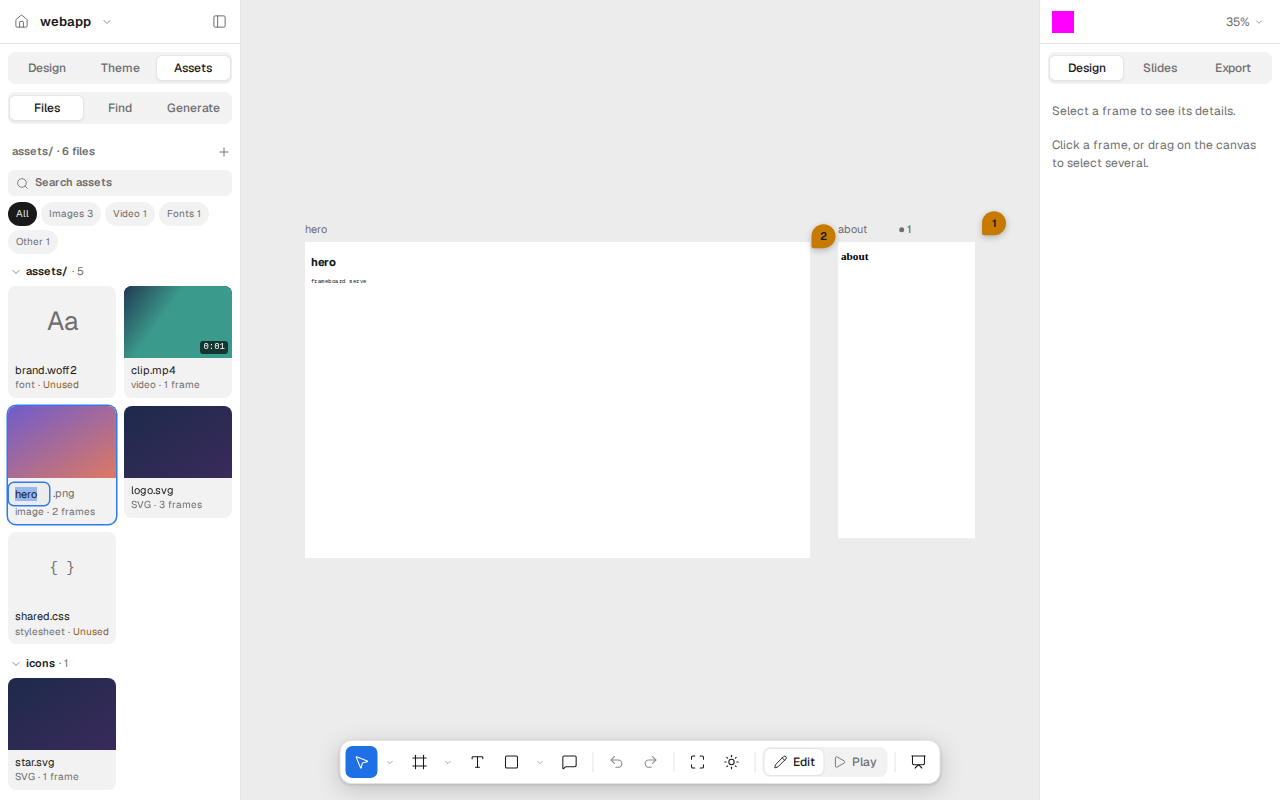 webapp
Design Theme Assets
Files Find Generate
assets/ · 6 files
Search assets
All Images 3 Video 1 Fonts 1
Other 1
assets/ · 5
Aa
0:01
brand.woff2 clip.mp4
font · Unused video · 1 frame
hero .png logo.svg
image · 2 frames SVG · 3 frames
{ }
shared.css
stylesheet · Unused
icons · 1
star.svg
SVG · 1 frame
hero
2
about
1
1
hero
frameboard serve
about
Edit Play
35%
Design Slides Export
Select a frame to see its details.
Click a frame, or drag on the canvas
to select several.